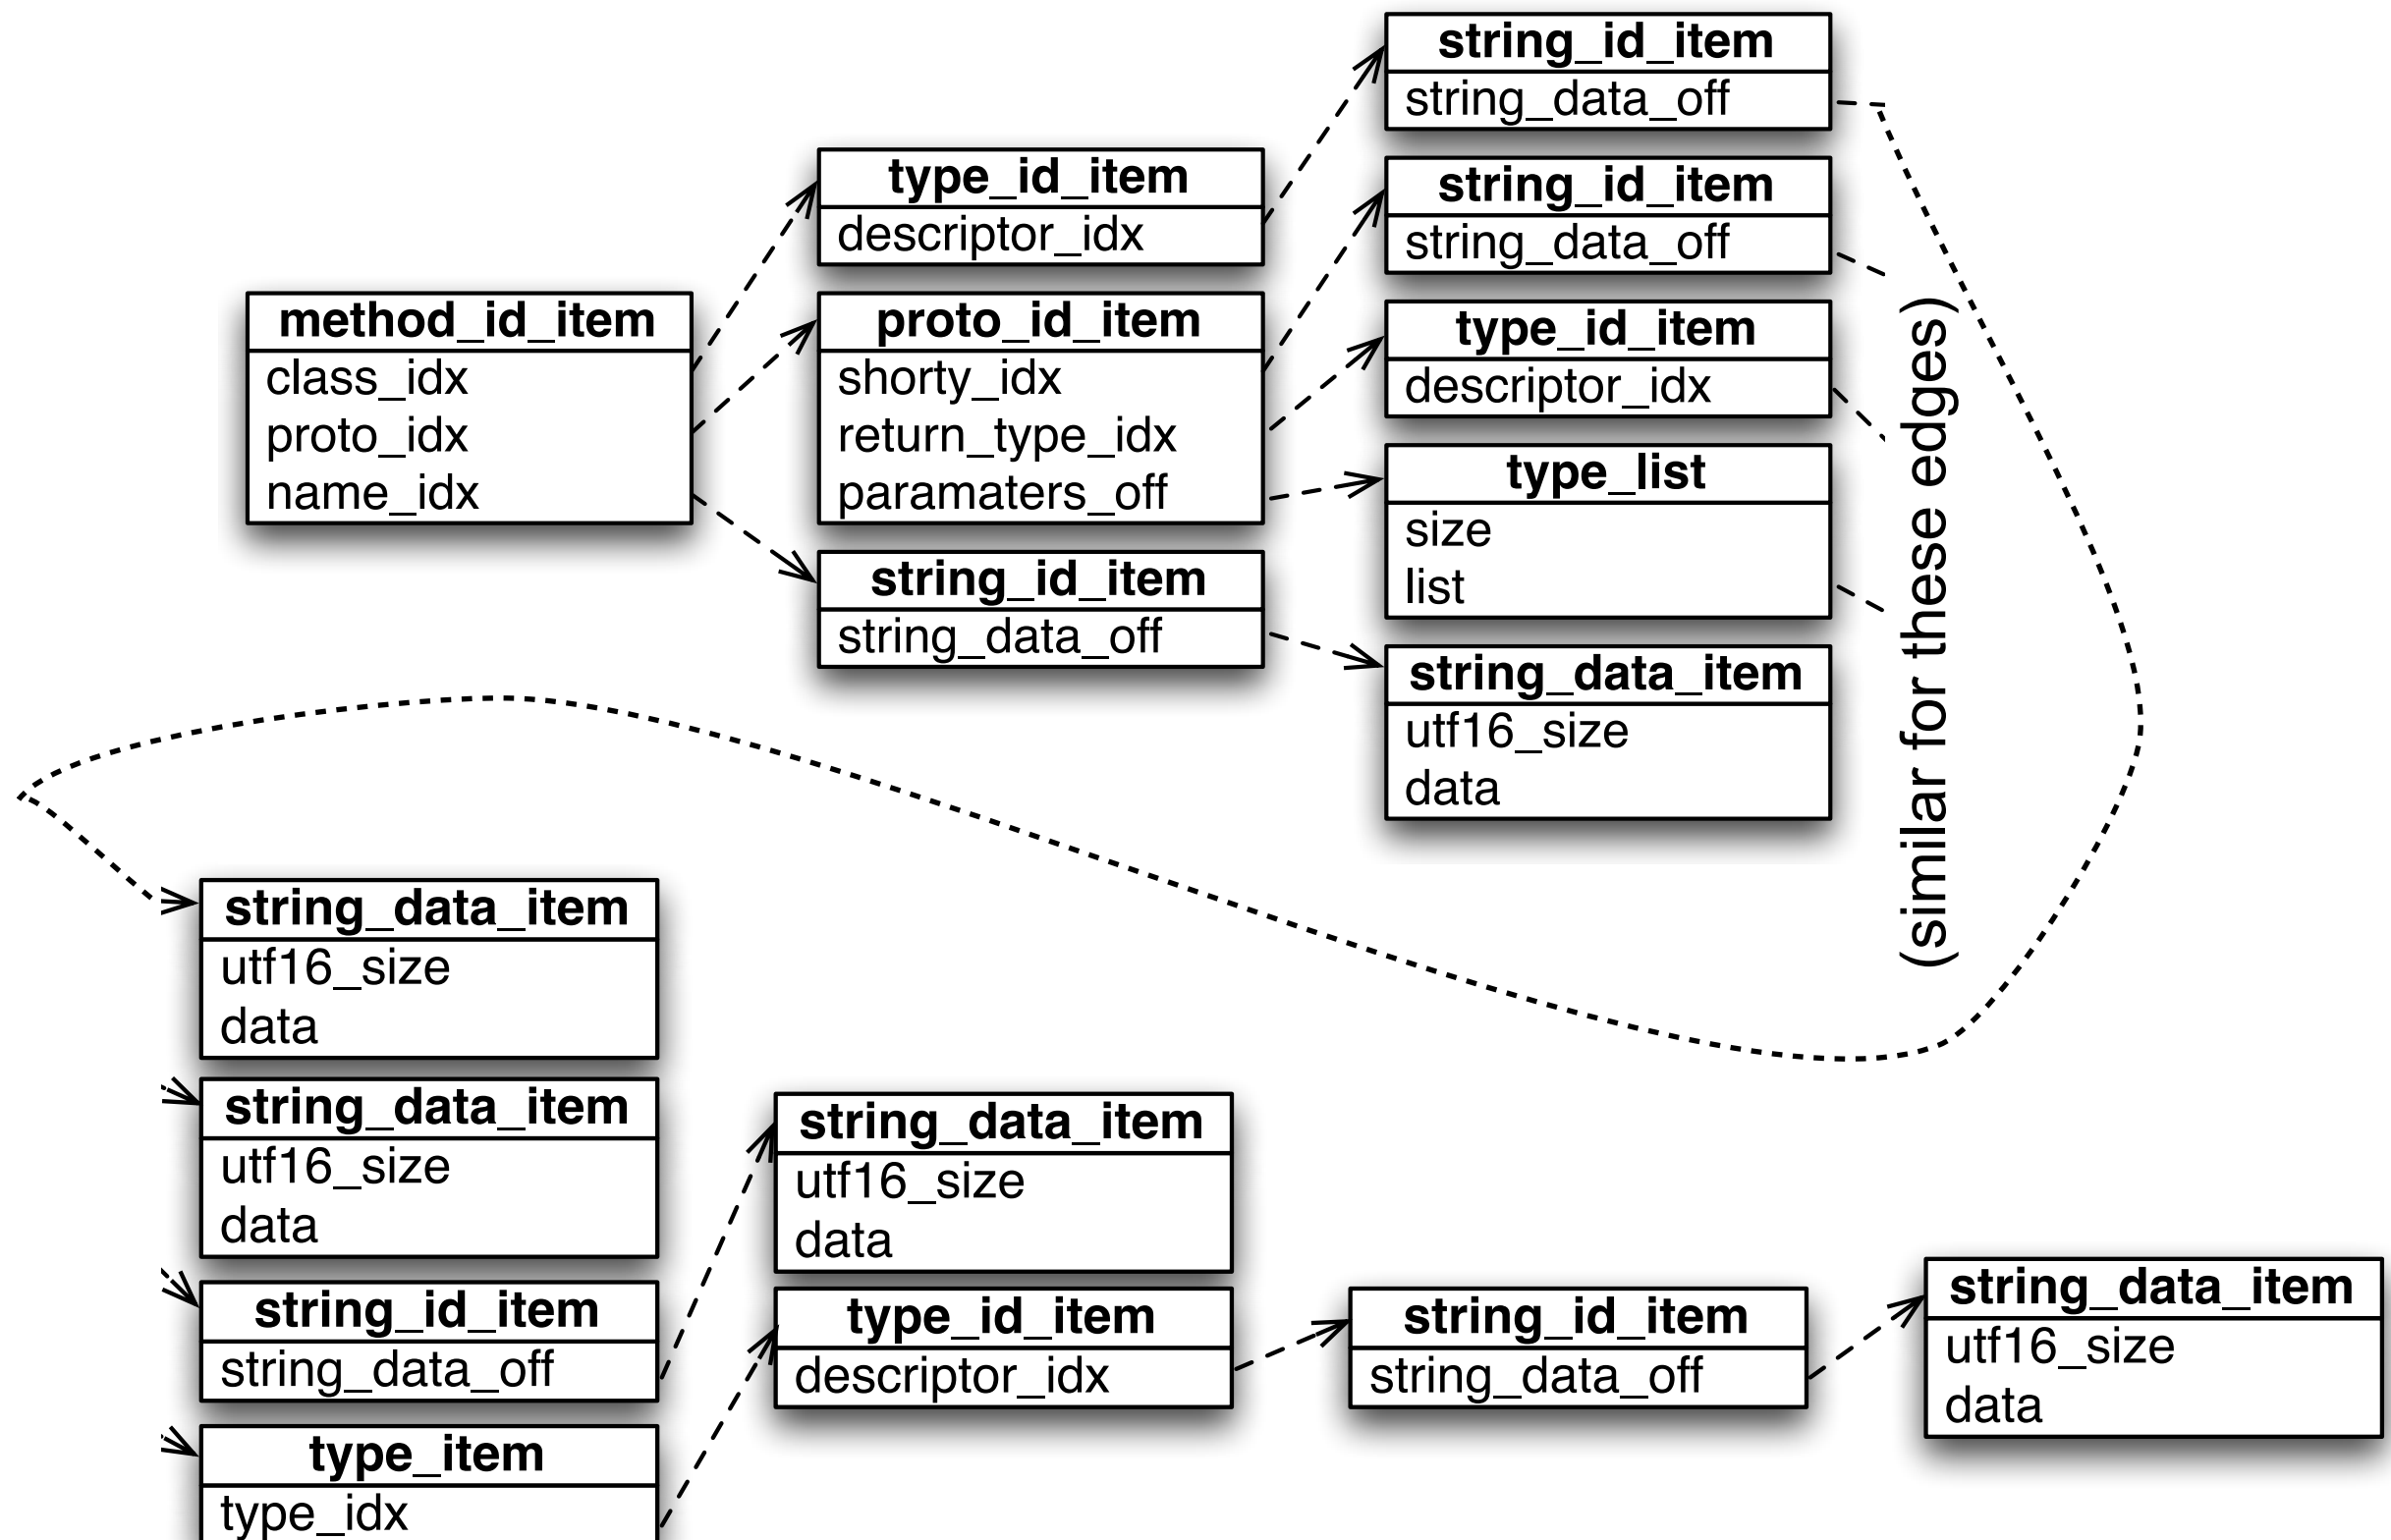 method_id_item
class_idx
proto_idx
name_idx
type_id_item
descriptor_idx
proto_id_item
shorty_idx
return_type_idx
paramaters_off
string_id_item
string_data_off
string_id_item
string_data_off
string_id_item
string_data_off
type_id_item
descriptor_idx
type_list
size
list
string_data_item
utf16_size
data
(similar for these edges)
string_data_item
utf16_size
data
string_data_item
utf16_size
data
string_id_item
string_data_off
type_item
type_idx
string_data_item
utf16_size
data
type_id_item
descriptor_idx
string_id_item
string_data_off
string_data_item
utf16_size
data